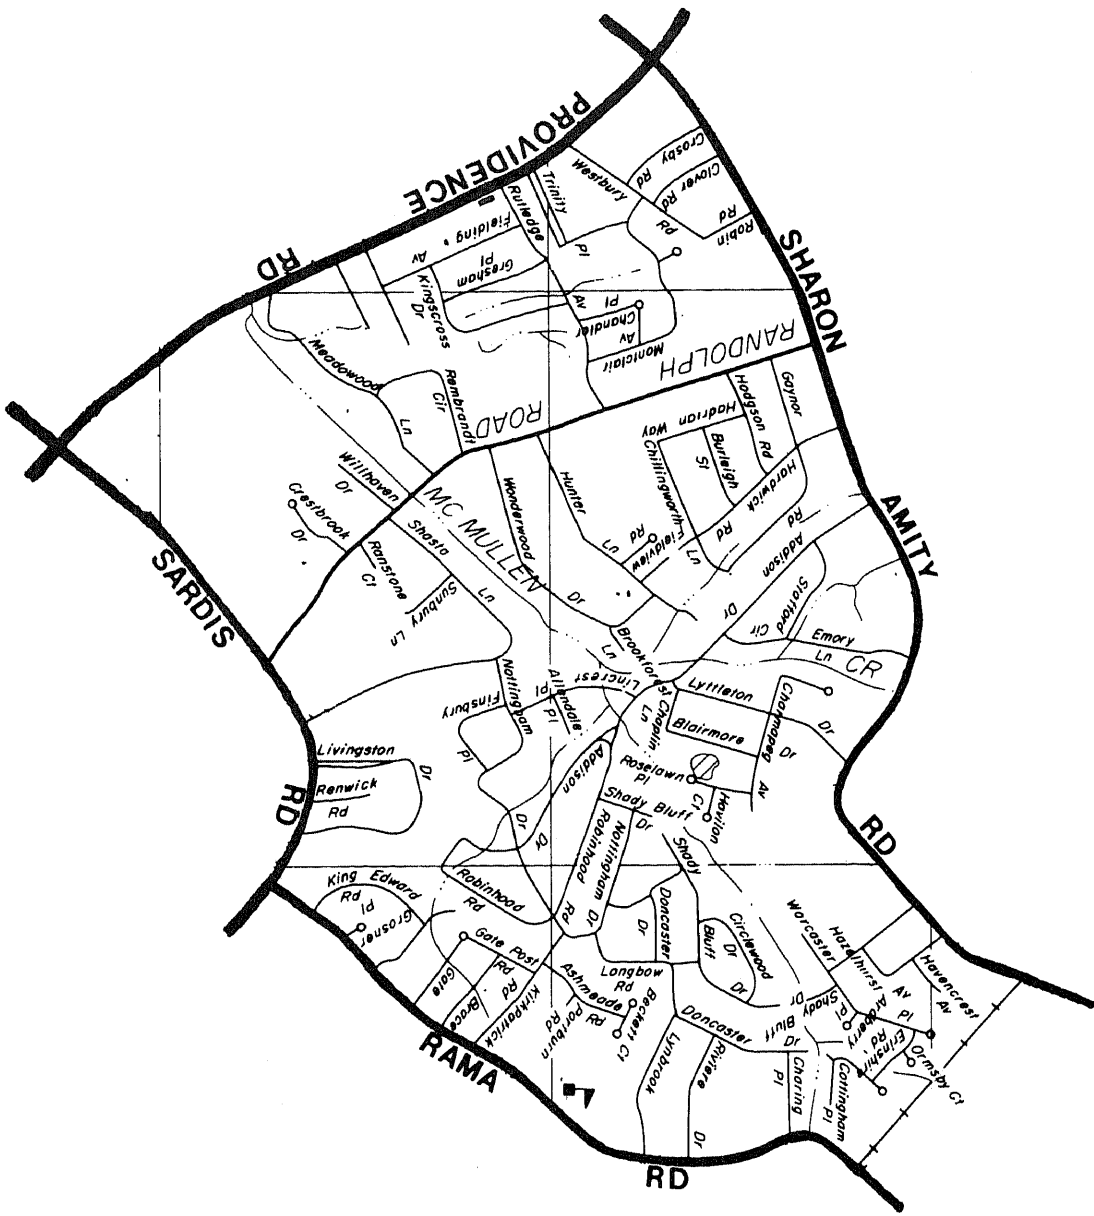 PROVIDENCE
RD
SHARON
AMITY
RD
SARDIS
RD
RAMA
RD
RANDOLPH
ROAD
MC MULLEN
CR
Crosby
Rd
Clover
Rd
Robin
Rd
Westbury
Rd
Trinity
Pl
Rutledge
Av
Fielding
Av
Gresham
Pl
Kingscross
Dr
Chandler
Pl
Montclair
Av
Meadowood
Ln
Rembrandt
Cir
Willhaven
Dr
Crestbrook
Dr
Ranstone
Ct
Shasta
Ln
Sunbury Ln
Wonderwood
Dr
Hunter
Ln
Fieldview
Rd
Chillingworth
Ln
Hadrian
Way
Burleigh
St
Hodgson Rd
Gaynor
Rd
Hardwick
Rd
Addison
Dr
Stafford
Cir
Emory
Ln
Brookforest
Ln
Lincrest
Pl
Allendale
Pl
Nottingham
Dr
Finsbury
Pl
Lyttleton
Dr
Charmapeg
Av
Chaplin
Ln
Blairmore
Dr
Roselawn
Pl
Havilon
Ct
Addison
Dr
Shady Bluff
Dr
Livingston
Dr
Renwick
Rd
Robinhood
Rd
Nottingham
Dr
Robinhood
Rd
King Edward
Rd
Grosner
Pl
Gate Post
Rd
Gate
Brace
Rd
Kirkpatrick
Ashmeade
Rd
Portburn
Rd
Longbow
Rd
Beckett Ct
Doncaster
Dr
Shady
Bluff
Dr
Circlewood
Dr
Doncaster
Dr
Shady
Bluff
Dr
Lynbrook
Riviere
Dr
Charing
Pl
Cottingham
Pl
Worcaster
Pl
Hazelhurst
Av
Havencrest
Av
Ardberry
Pl
Erinshire
Rd
Ormsby Ct